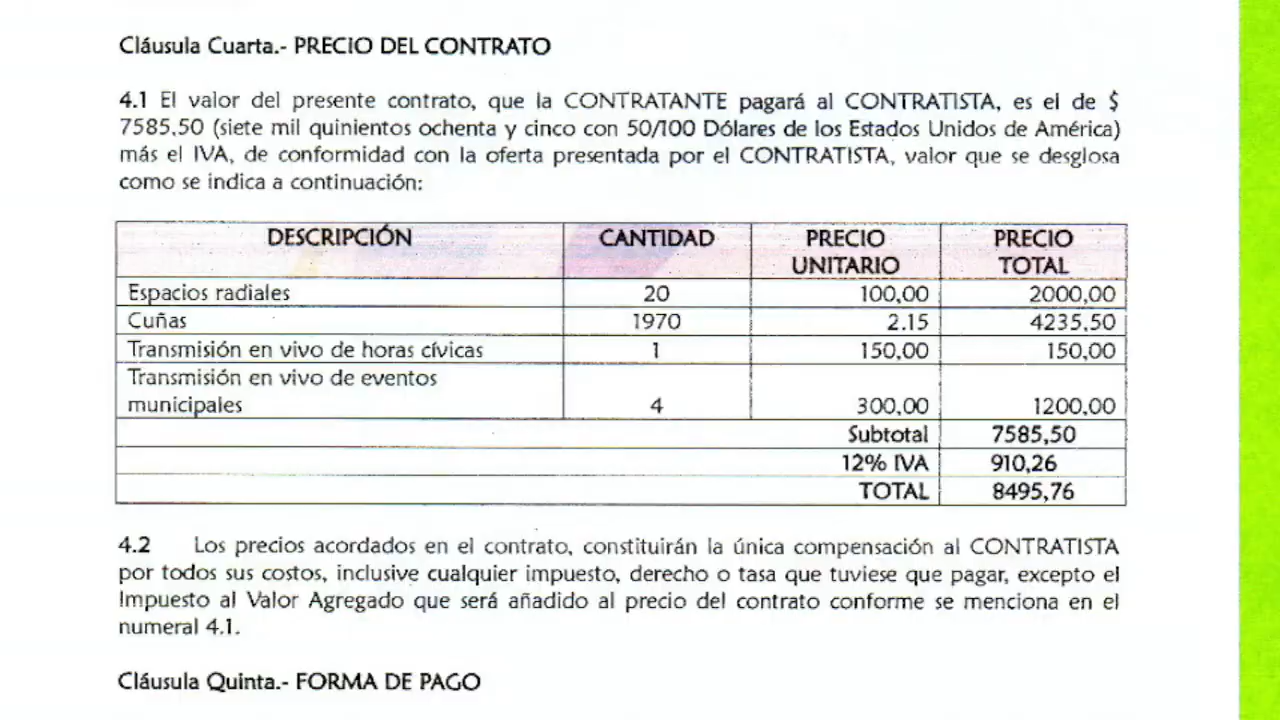 Cláusula Cuarta.- PRECIO DEL CONTRATO
4.1 El valor del presente contrato, que la CONTRATANTE pagará al CONTRATISTA, es el de $
7585,50 (siete mil quinientos ochenta y cinco con 50/100 Dólares de los Estados Unidos de América)
más el IVA, de conformidad con la oferta presentada por el CONTRATISTA, valor que se desglosa
como se indica a continuación:
DESCRIPCIÓN CANTIDAD PRECIO UNITARIO PRECIO TOTAL
Espacios radiales 20 100,00 2000,00
Cuñas 1970 2.15 4235,50
Transmisión en vivo de horas cívicas 1 150,00 150,00
Transmisión en vivo de eventos
municipales 4 300,00 1200,00
Subtotal 7585,50
12% IVA 910,26
TOTAL 8495,76
4.2 Los precios acordados en el contrato, constituirán la única compensación al CONTRATISTA
por todos sus costos, inclusive cualquier impuesto, derecho o tasa que tuviese que pagar, excepto el
Impuesto al Valor Agregado que será añadido al precio del contrato conforme se menciona en el
numeral 4.1.
Cláusula Quinta.- FORMA DE PAGO